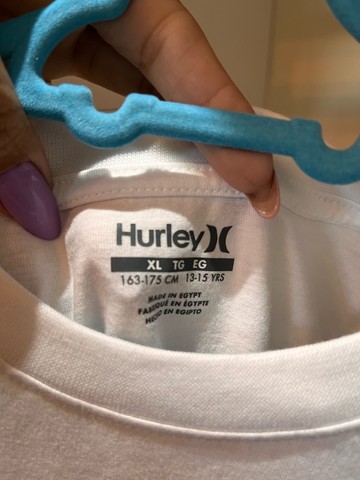 Hurley
XL TG EG
163-175 CM 13-15 YRS
MADE IN EGYPT
FABRIQUÉ EN ÉGYPTE
HECHO EN EGIPTO